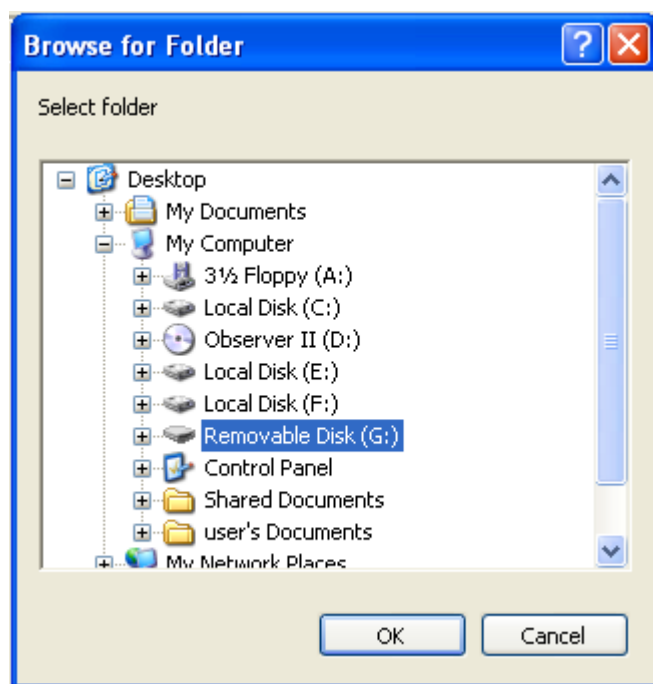 Browse for Folder
Select folder
Desktop
My Documents
My Computer
3½ Floppy (A:)
Local Disk (C:)
Observer II (D:)
Local Disk (E:)
Local Disk (F:)
Removable Disk (G:)
Control Panel
Shared Documents
user's Documents
My Network Places
OK Cancel